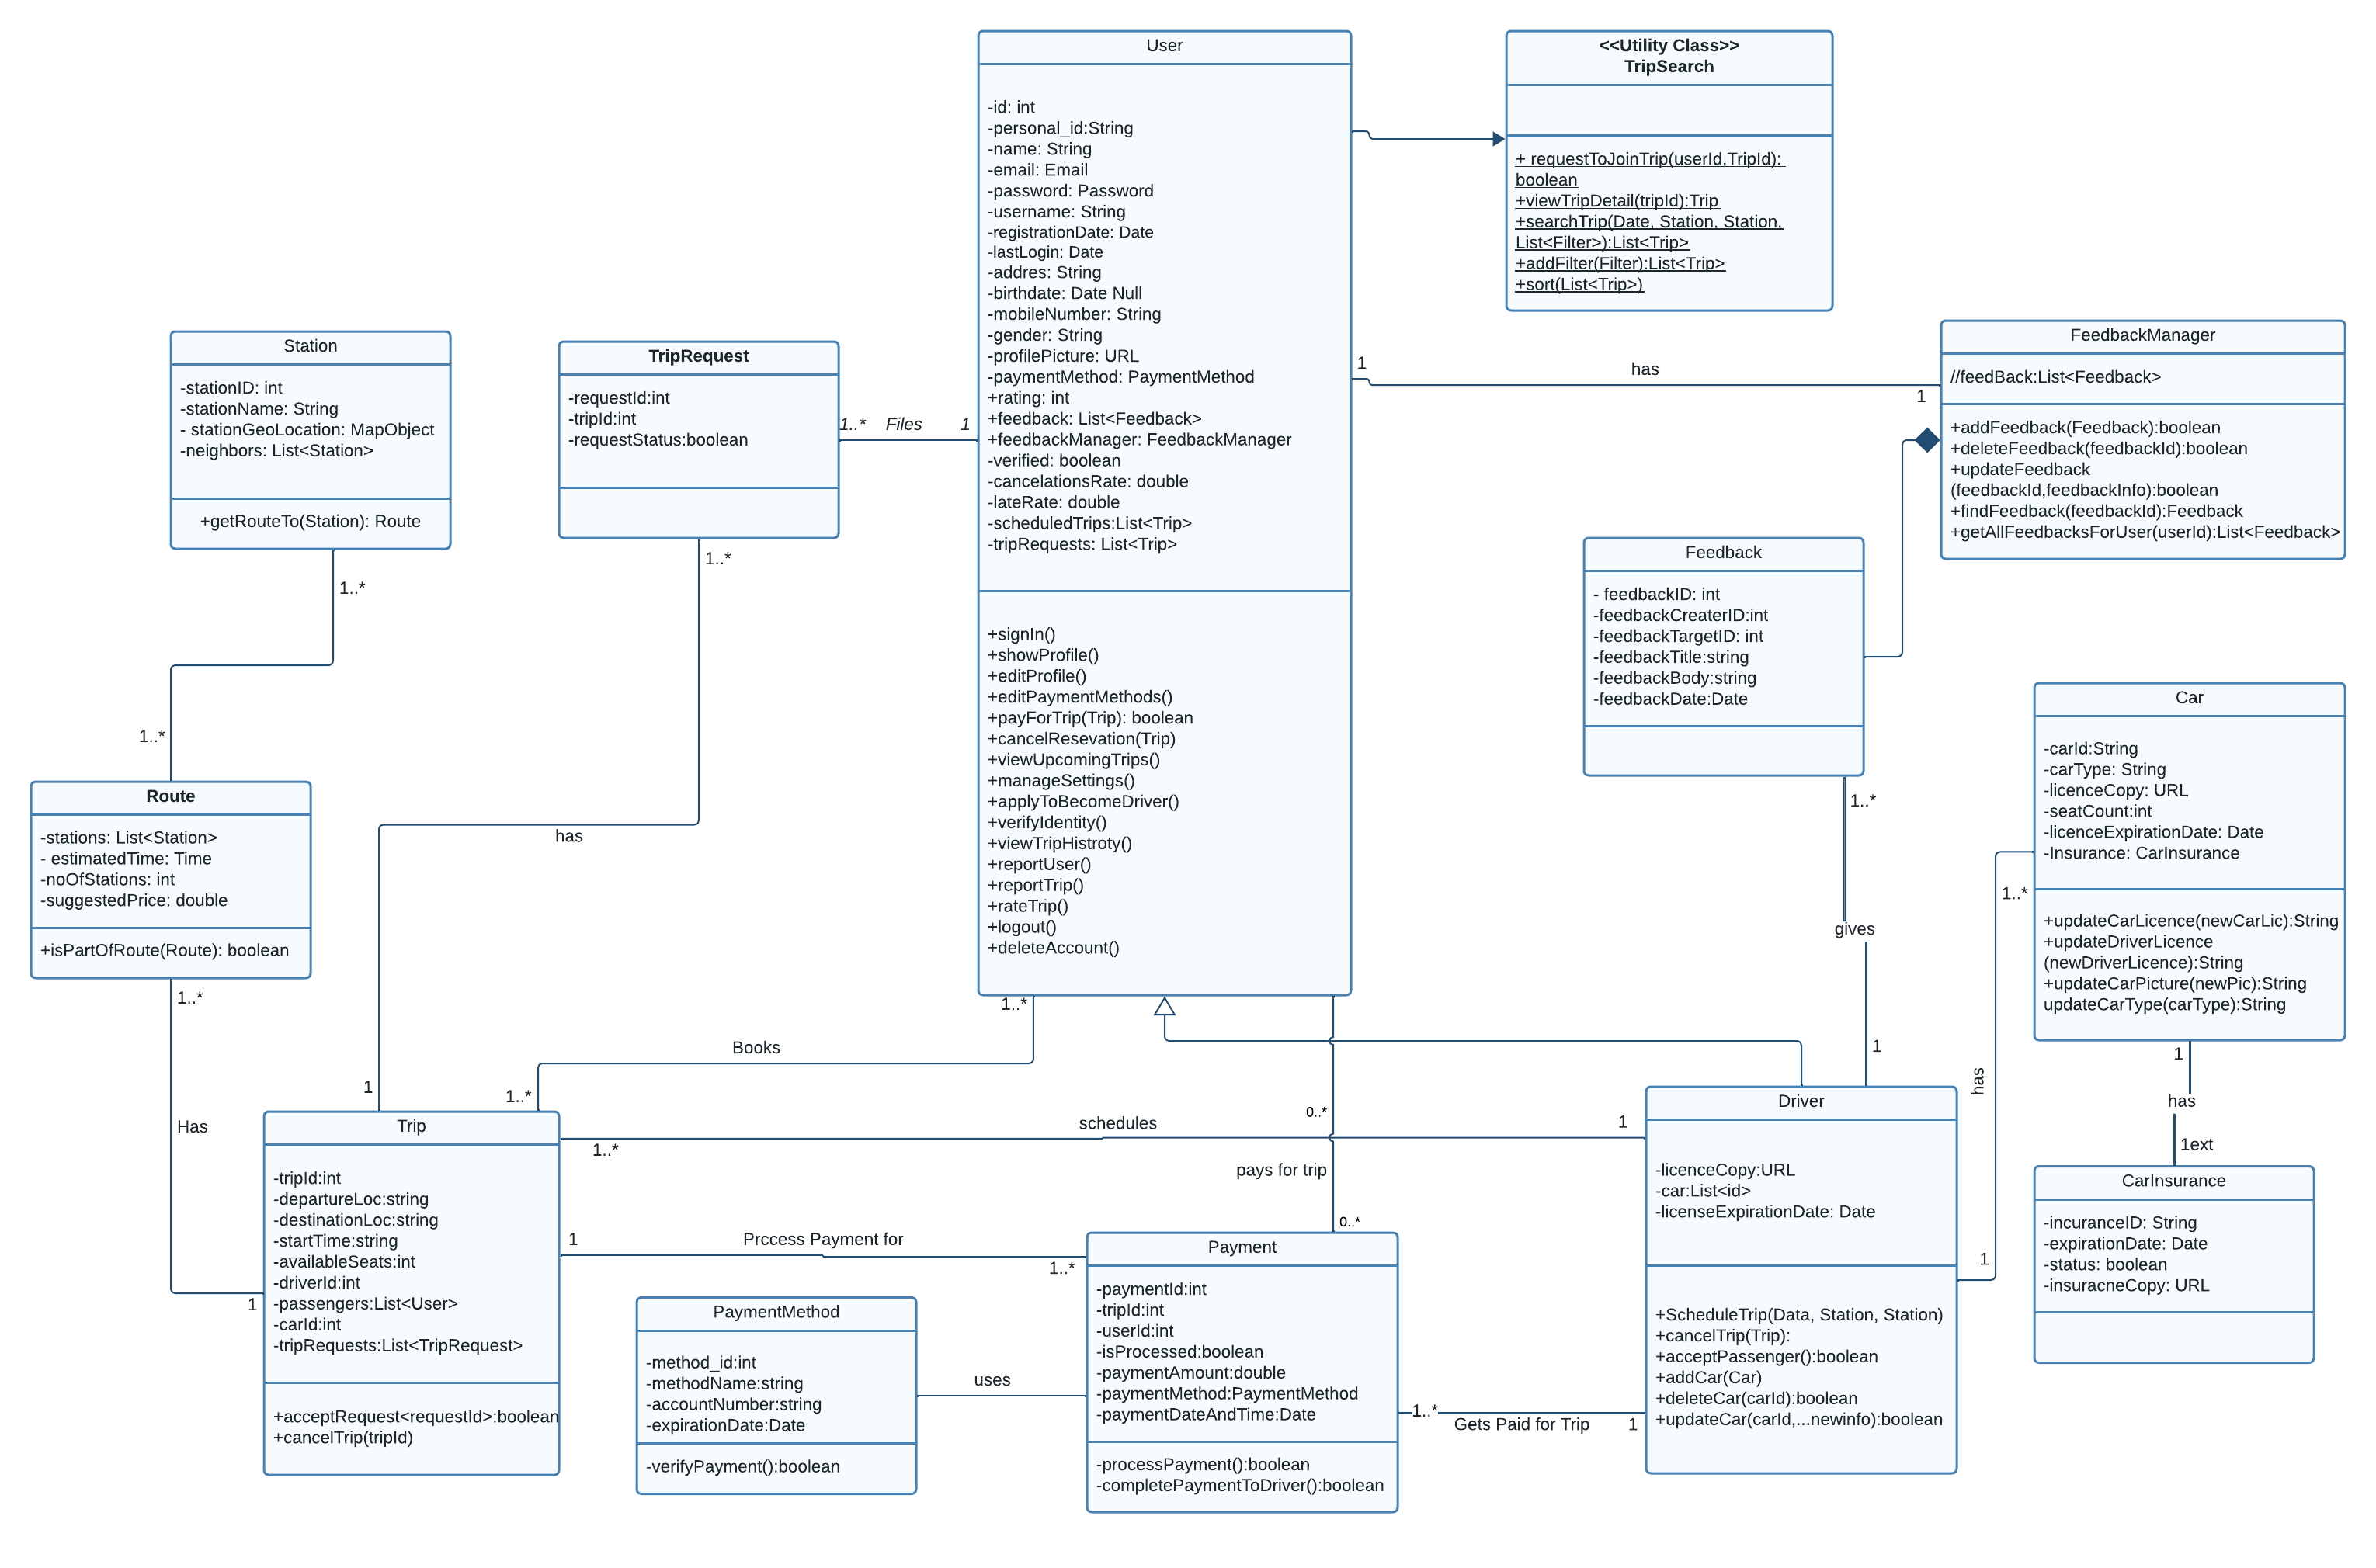 User
-id: int
-personal_id:String
-name: String
-email: Email
-password: Password
-username: String
-registrationDate: Date
-lastLogin: Date
-addres: String
-birthdate: Date Null
-mobileNumber: String
-gender: String
-profilePicture: URL
-paymentMethod: PaymentMethod
+rating: int
+feedback: List<Feedback>
+feedbackManager: FeedbackManager
-verified: boolean
-cancelationsRate: double
-lateRate: double
-scheduledTrips:List<Trip>
-tripRequests: List<Trip>
+signIn()
+showProfile()
+editProfile()
+editPaymentMethods()
+payForTrip(Trip): boolean
+cancelResevation(Trip)
+viewUpcomingTrips()
+manageSettings()
+applyToBecomeDriver()
+verifyIdentity()
+viewTripHistroty()
+reportUser()
+reportTrip()
+rateTrip()
+logout()
+deleteAccount()
<<Utility Class>>
TripSearch
+ requestToJoinTrip(userId,TripId):
boolean
+viewTripDetail(tripId):Trip
+searchTrip(Date, Station, Station,
List<Filter>):List<Trip>
+addFilter(Filter):List<Trip>
+sort(List<Trip>)
FeedbackManager
//feedBack:List<Feedback>
+addFeedback(Feedback):boolean
+deleteFeedback(feedbackId):boolean
+updateFeedback
(feedbackId,feedbackInfo):boolean
+findFeedback(feedbackId):Feedback
+getAllFeedbacksForUser(userId):List<Feedback>
1
has
1
Station
-stationID: int
-stationName: String
- stationGeoLocation: MapObject
-neighbors: List<Station>
+getRouteTo(Station): Route
TripRequest
-requestId:int
-tripId:int
-requestStatus:boolean
1..*
Files
1
1..*
1..*
1..*
has
1
Feedback
- feedbackID: int
-feedbackCreaterID:int
-feedbackTargetID: int
-feedbackTitle:string
-feedbackBody:string
-feedbackDate:Date
1..*
gives
1
Car
-carId:String
-carType: String
-licenceCopy: URL
-seatCount:int
-licenceExpirationDate: Date
-Insurance: CarInsurance
+updateCarLicence(newCarLic):String
+updateDriverLicence
(newDriverLicence):String
+updateCarPicture(newPic):String
updateCarType(carType):String
1..*
has
1
1
has
1ext
Route
-stations: List<Station>
- estimatedTime: Time
-noOfStations: int
-suggestedPrice: double
+isPartOfRoute(Route): boolean
1..*
Has
1
1..*
Books
1..*
Trip
-tripId:int
-departureLoc:string
-destinationLoc:string
-startTime:string
-availableSeats:int
-driverId:int
-passengers:List<User>
-carId:int
-tripRequests:List<TripRequest>
+acceptRequest<requestId>:boolean
+cancelTrip(tripId)
1..*
schedules
1
0..*
pays for trip
0..*
1
Prccess Payment for
1..*
PaymentMethod
-method_id:int
-methodName:string
-accountNumber:string
-expirationDate:Date
-verifyPayment():boolean
uses
Payment
-paymentId:int
-tripId:int
-userId:int
-isProcessed:boolean
-paymentAmount:double
-paymentMethod:PaymentMethod
-paymentDateAndTime:Date
-processPayment():boolean
-completePaymentToDriver():boolean
1..*
Gets Paid for Trip
1
Driver
-licenceCopy:URL
-car:List<id>
-licenseExpirationDate: Date
+ScheduleTrip(Data, Station, Station)
+cancelTrip(Trip):
+acceptPassenger():boolean
+addCar(Car)
+deleteCar(carId):boolean
+updateCar(carId,...newinfo):boolean
CarInsurance
-incuranceID: String
-expirationDate: Date
-status: boolean
-insuracneCopy: URL